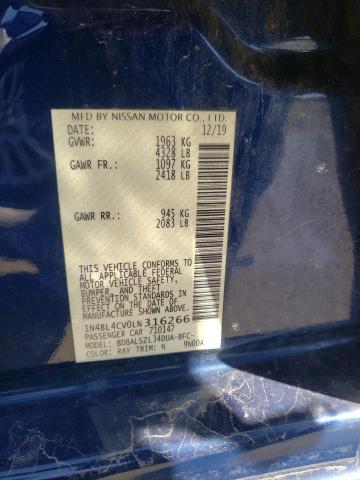 MFD BY NISSAN MOTOR CO., LTD.
DATE: 12/19
GVWR: 1963 KG
4328 LB
GAWR FR.: 1097 KG
2418 LB
GAWR RR.: 945 KG
2083 LB
THIS VEHICLE CONFORMS TO
ALL APPLICABLE FEDERAL
MOTOR VEHICLE SAFETY,
BUMPER, AND THEFT
PREVENTION STANDARDS IN
EFFECT ON THE DATE OF
MANUFACTURE SHOWN ABOVE.
1N4BL4CV0LN316266
PASSENGER CAR 710147
MODEL: BDBALSZL34DUA-BFC-
COLOR: RAY TRIM: N 9N00A